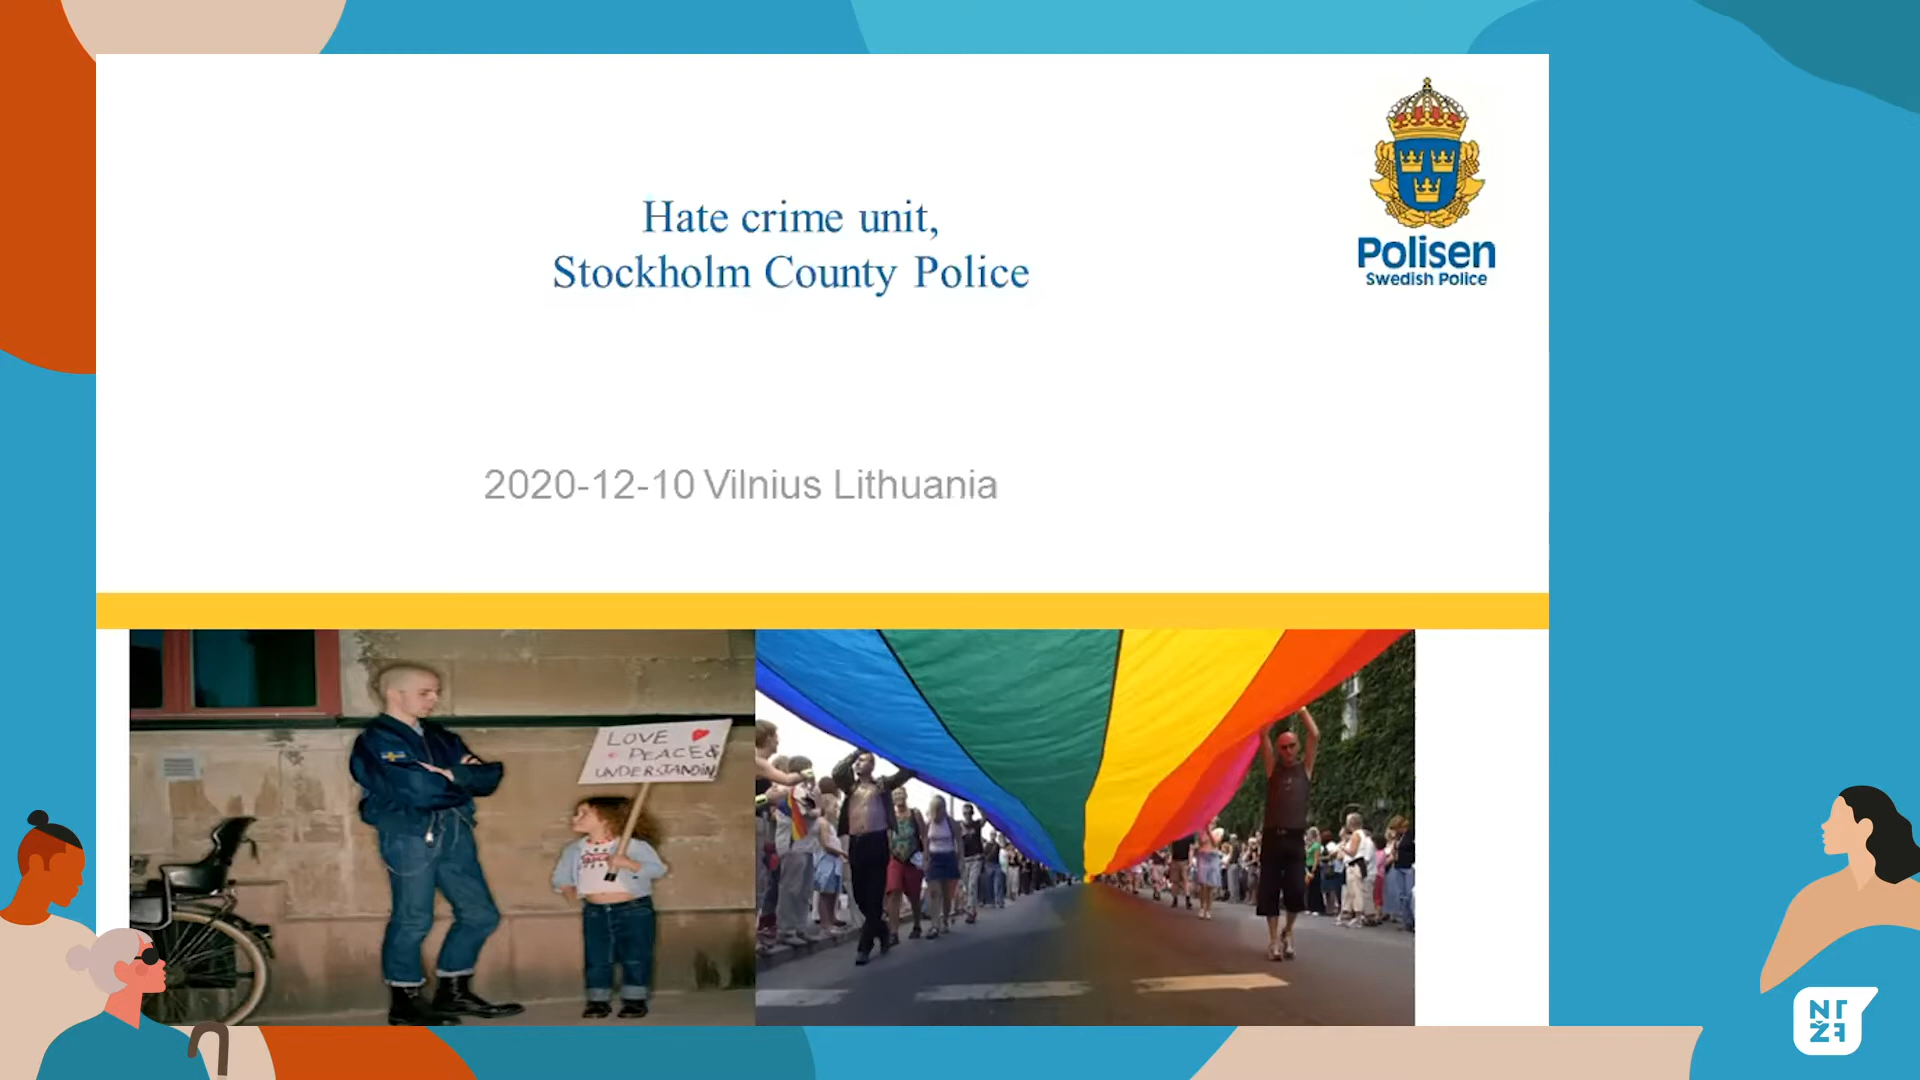 Hate crime unit,
Stockholm County Police
Polisen
Swedish Police
2020-12-10 Vilnius Lithuania
LOVE
PEACE &
UNDERSTANDIN